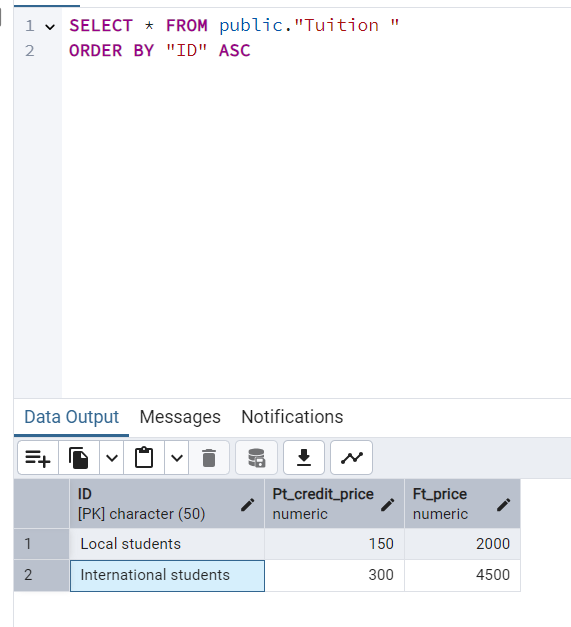 1 SELECT * FROM public."Tuition "
2 ORDER BY "ID" ASC
Data Output Messages Notifications
ID Pt_credit_price Ft_price
[PK] character (50) numeric numeric
1 Local students 150 2000
2 International students 300 4500